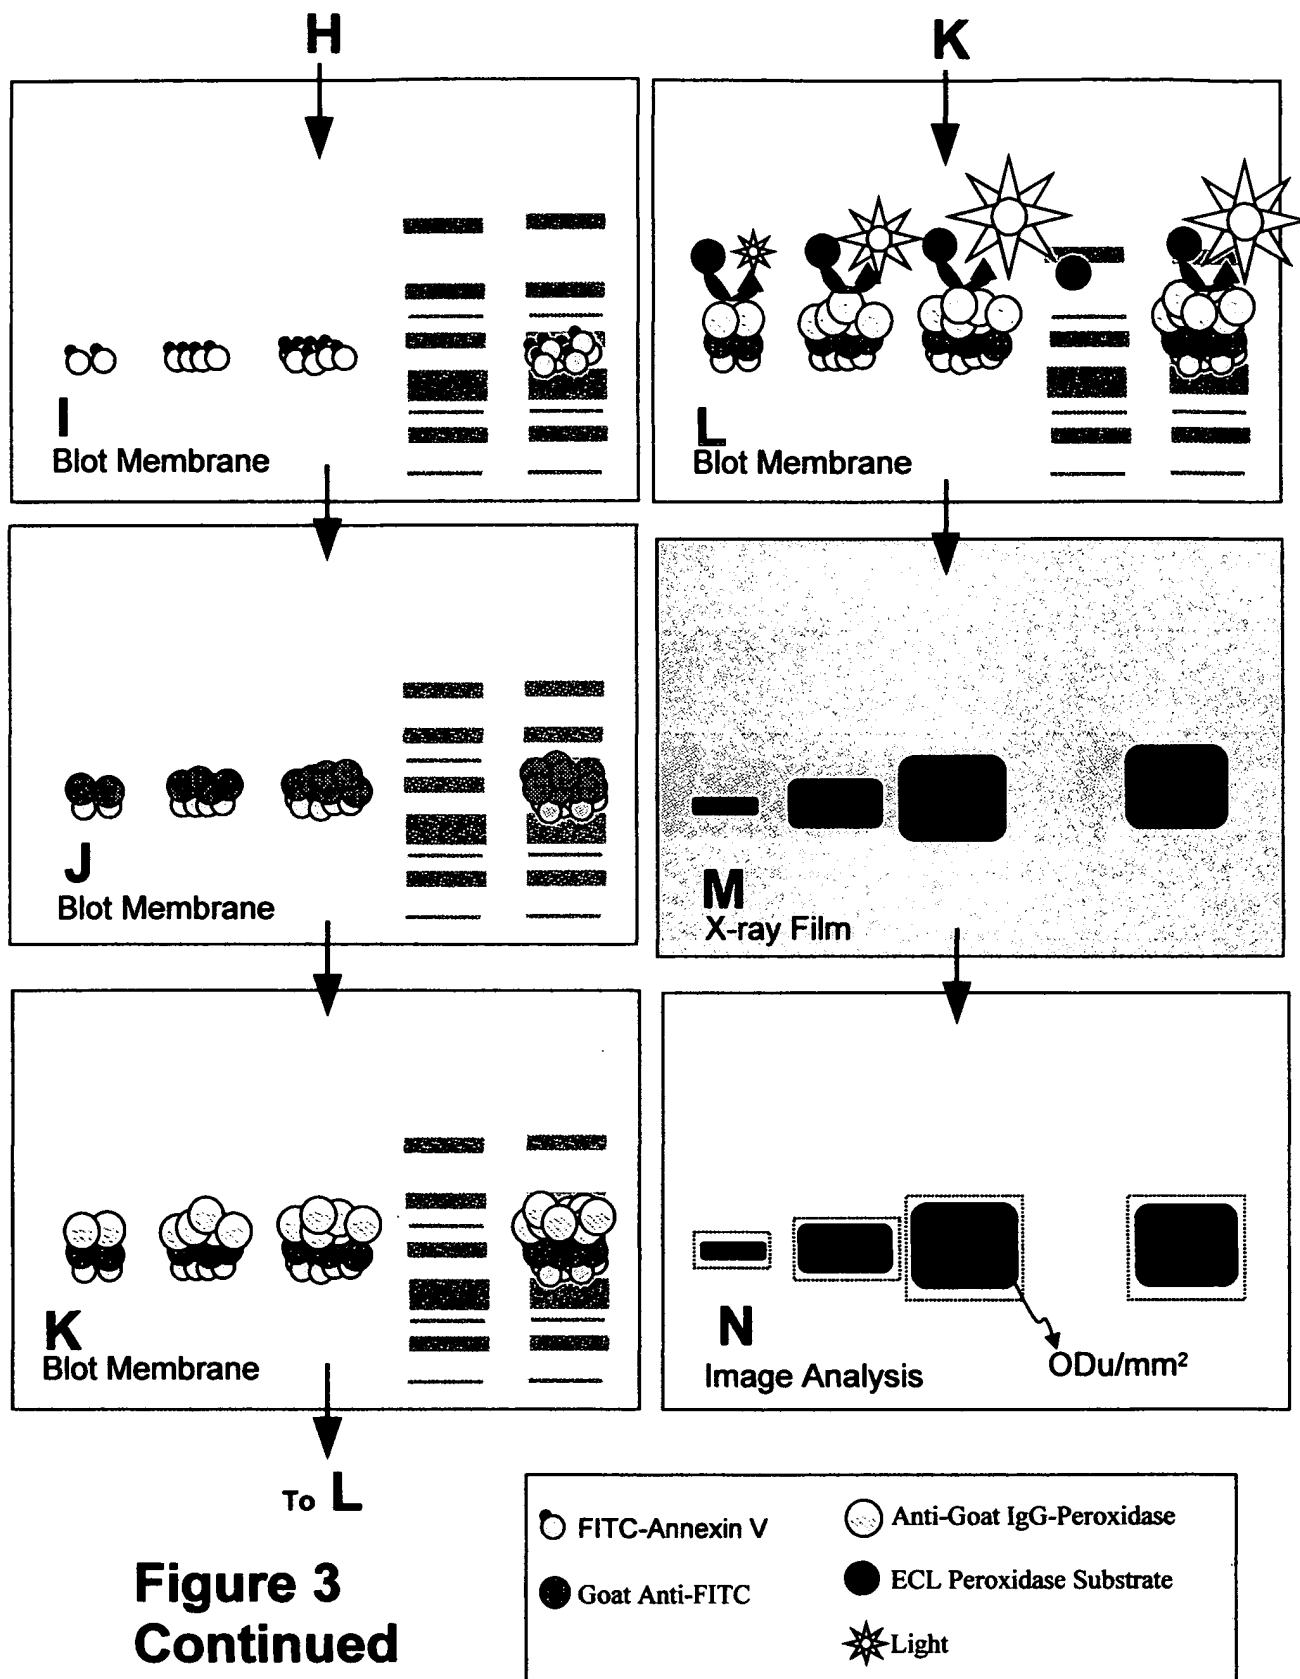 H
I
Blot Membrane
J
Blot Membrane
K
Blot Membrane
To L
K
L
Blot Membrane
M
X-ray Film
N
Image Analysis
ODu/mm²
FITC-Annexin V
Goat Anti-FITC
Anti-Goat IgG-Peroxidase
ECL Peroxidase Substrate
Light
Figure 3
Continued